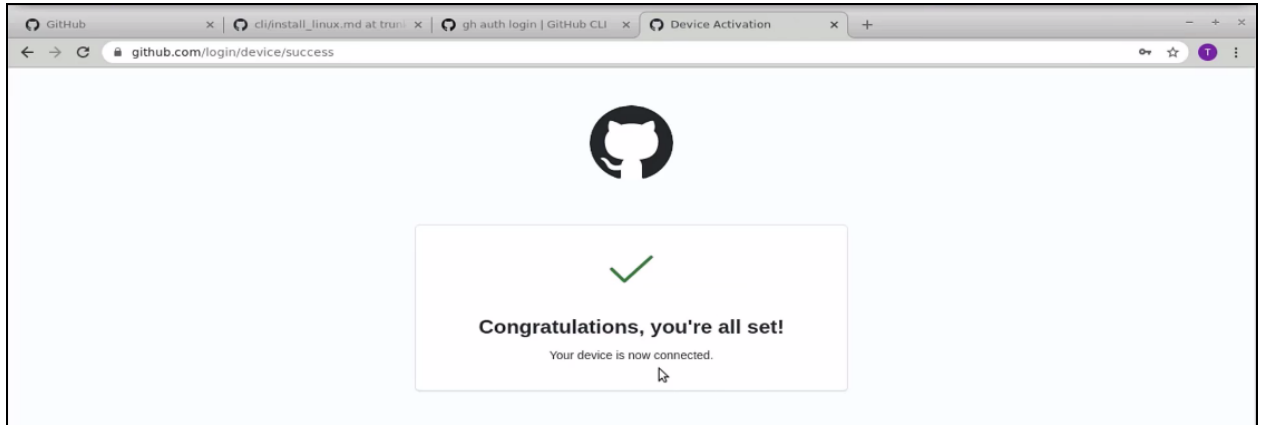 GitHub
cli/install_linux.md at trun
gh auth login | GitHub CLI
Device Activation
github.com/login/device/success
T
Congratulations, you're all set!
Your device is now connected.